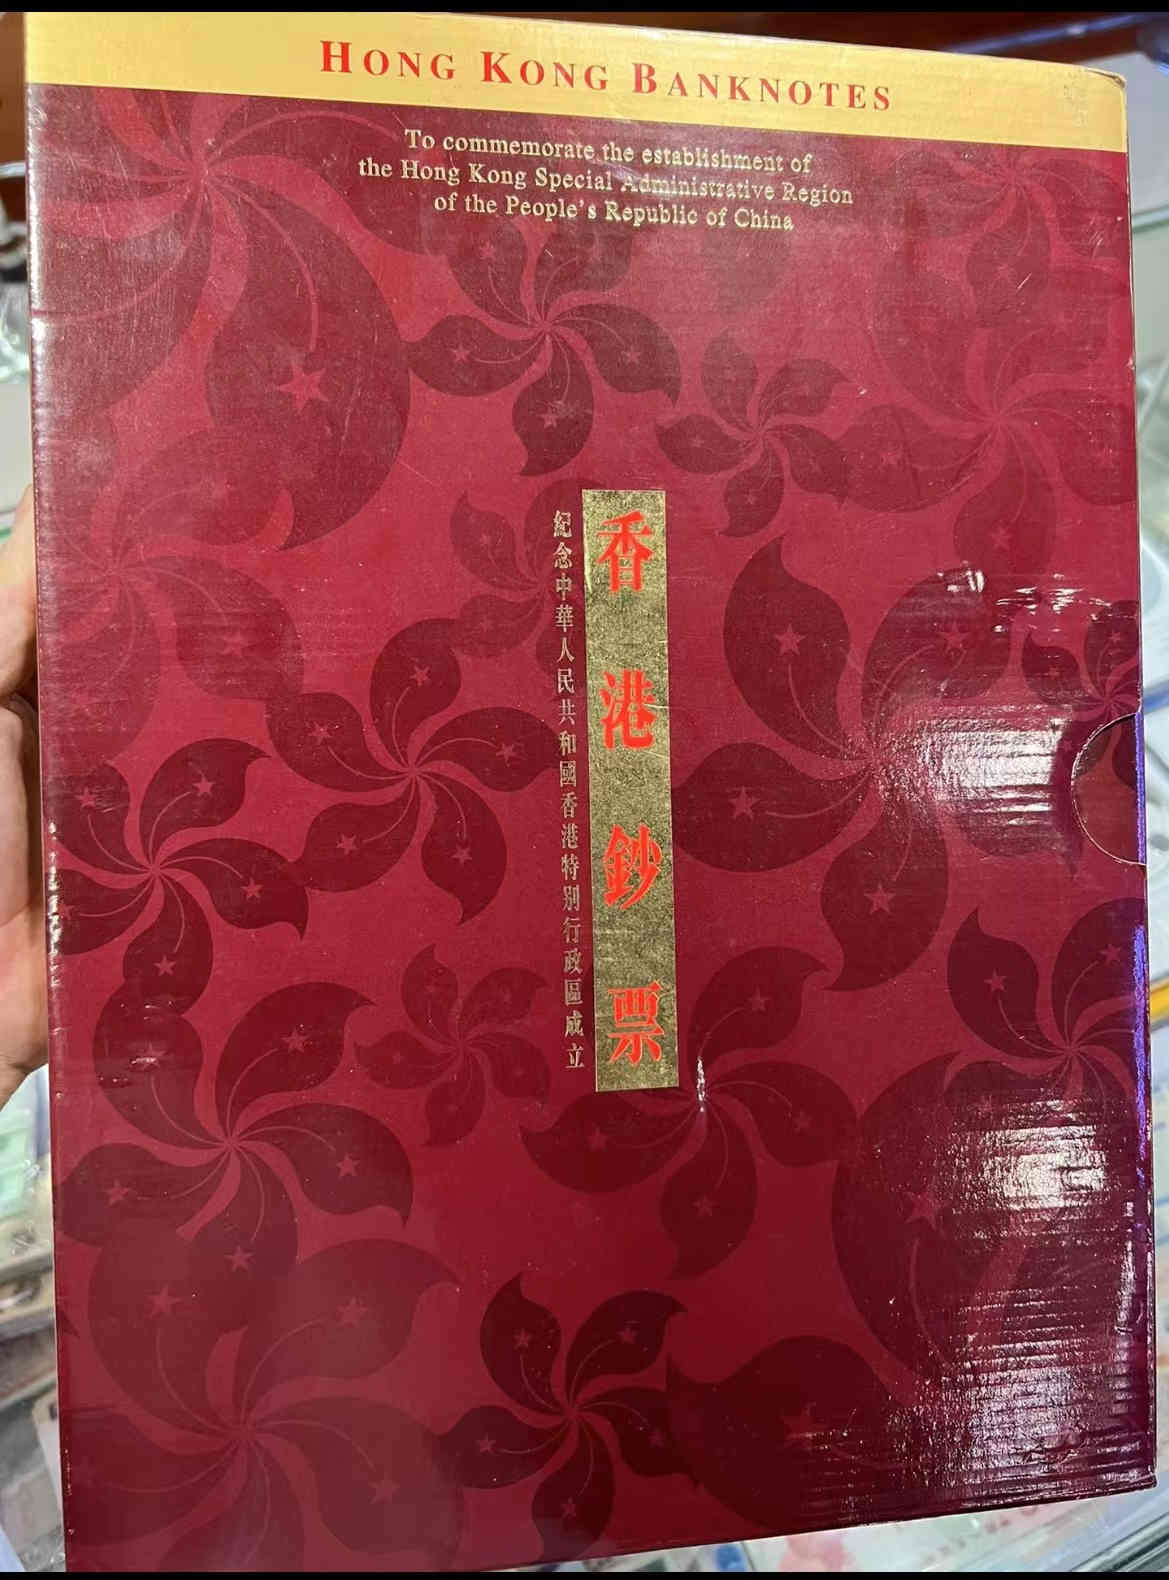 HONG KONG BANKNOTES
To commemorate the establishment of
the Hong Kong Special Administrative Region
of the People's Republic of China
香港鈔票
紀念中華人民共和國香港特別行政區成立